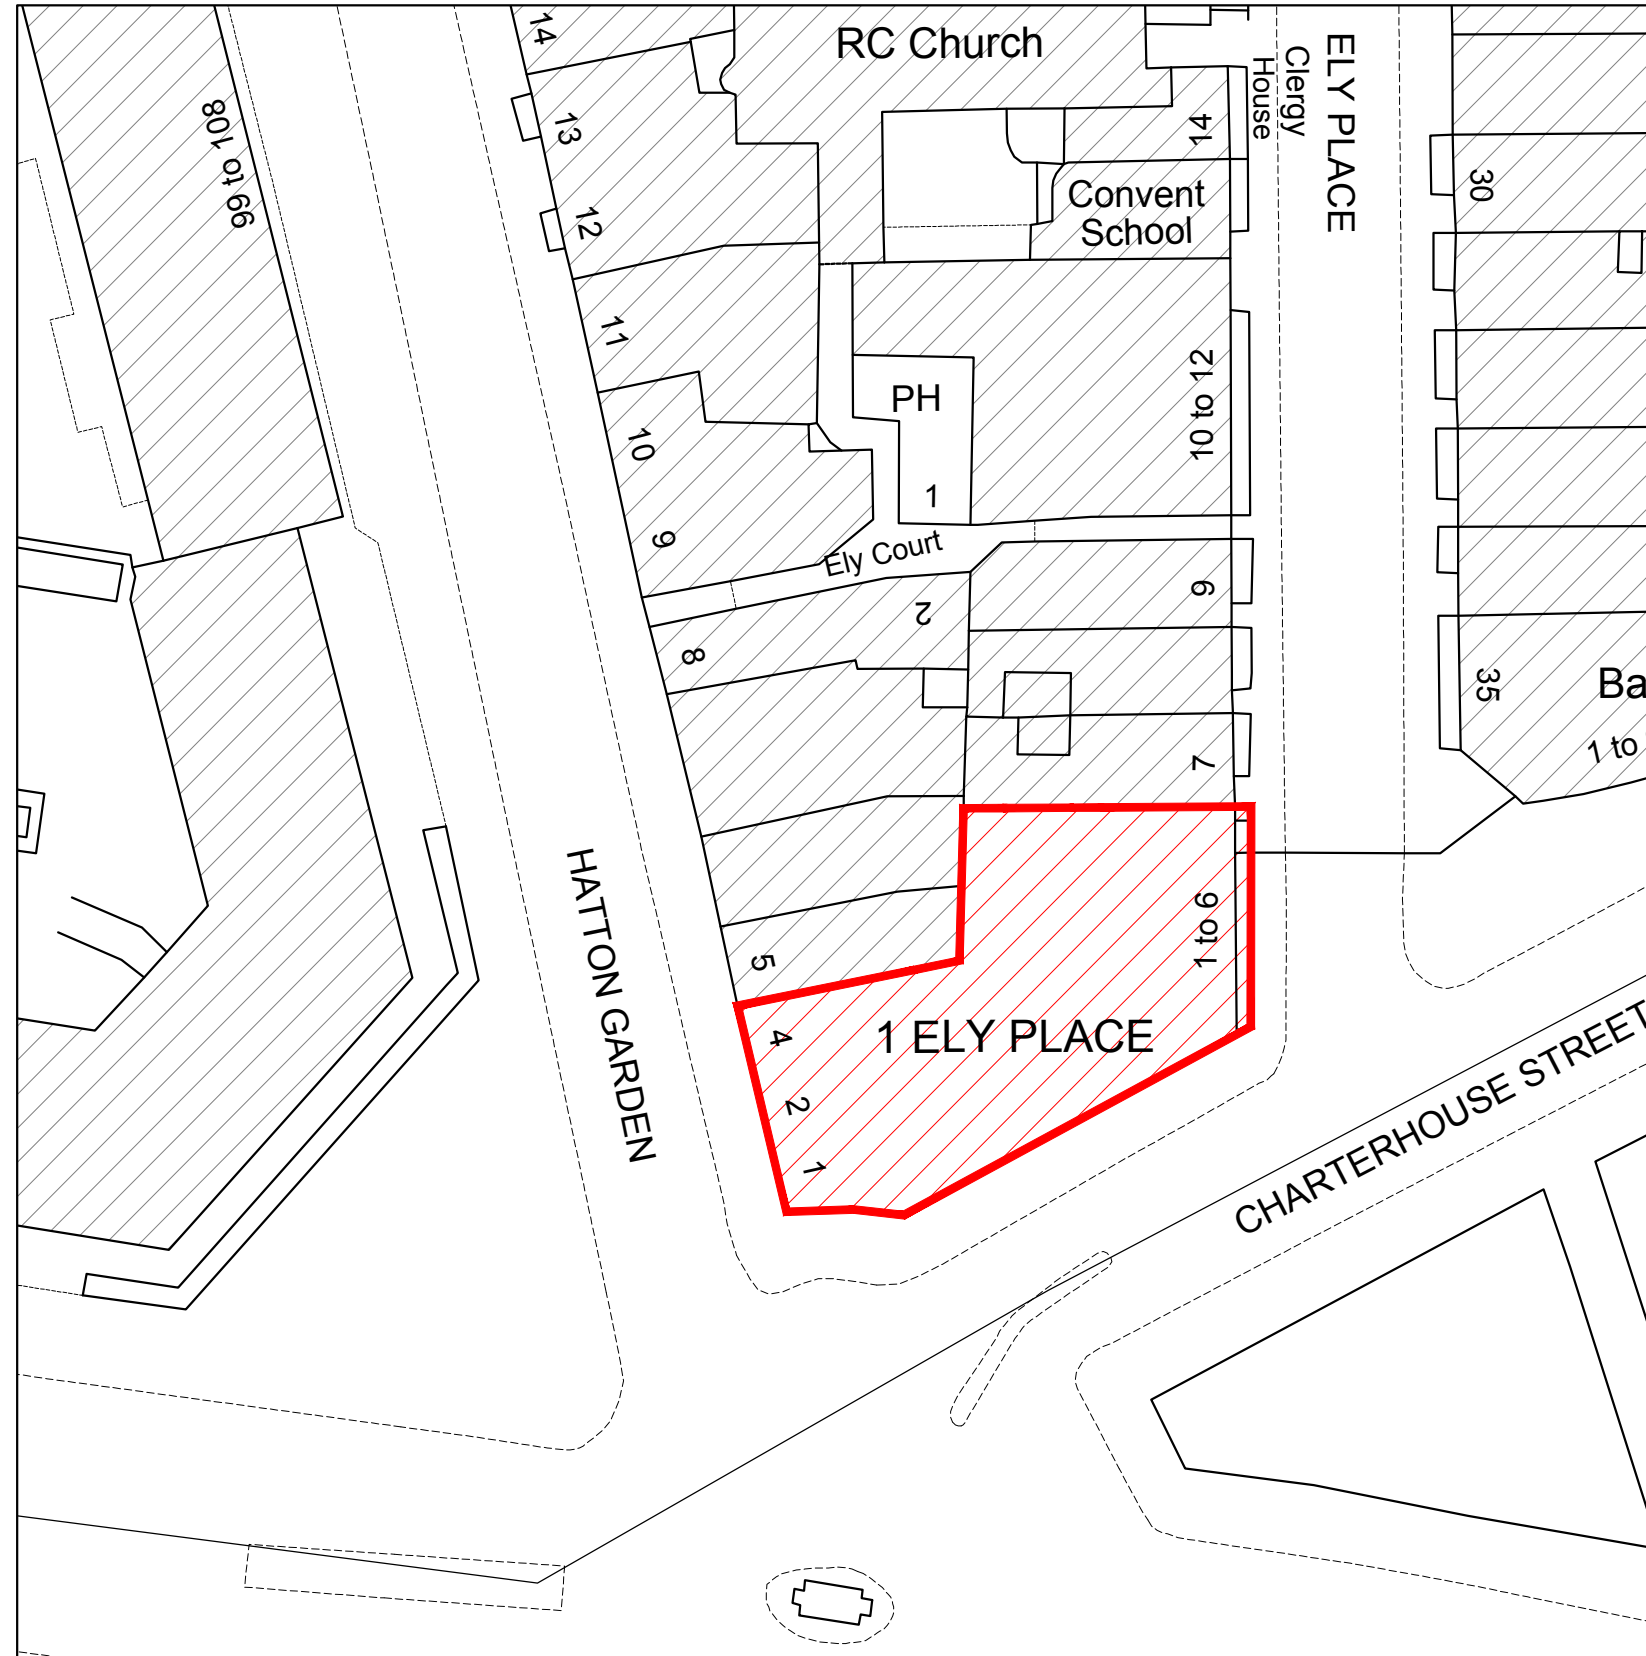 14
RC Church
Clergy
House
ELY PLACE
99 to 108
13
14
12
Convent
School
30
11
PH
10 to 12
10
1
9
Ely Court
9
2
8
35
Ba
1 to
7
HATTON GARDEN
5
1 to 6
4
1 ELY PLACE
2
1
CHARTERHOUSE STREET